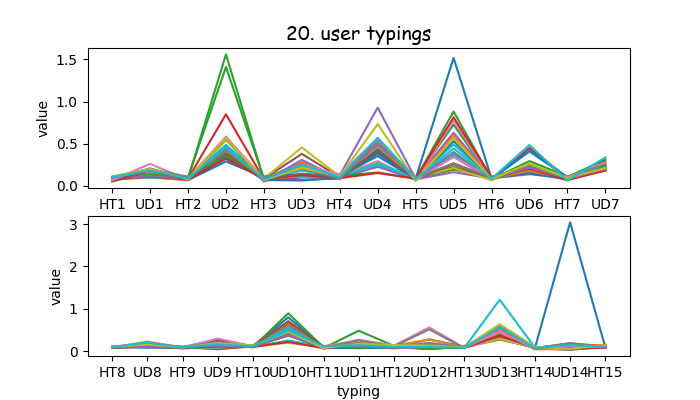 20. user typings
value
1.5
1.0
0.5
0.0
HT1 UD1 HT2 UD2 HT3 UD3 HT4 UD4 HT5 UD5 HT6 UD6 HT7 UD7
value
3
2
1
0
HT8 UD8 HT9 UD9 HT10 UD10 HT11 UD11 HT12 UD12 HT13 UD13 HT14 UD14 HT15
typing